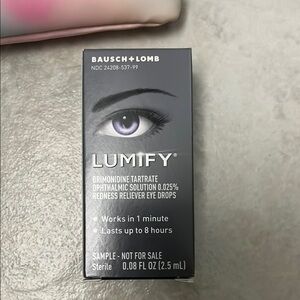 BAUSCH + LOMB
NDC 24208-537-99
LUMIFY®
BRIMONIDINE TARTRATE
OPHTHALMIC SOLUTION 0.025%
REDNESS RELIEVER EYE DROPS
• Works in 1 minute
• Lasts up to 8 hours
SAMPLE - NOT FOR SALE
Sterile 0.08 FL OZ (2.5 mL)